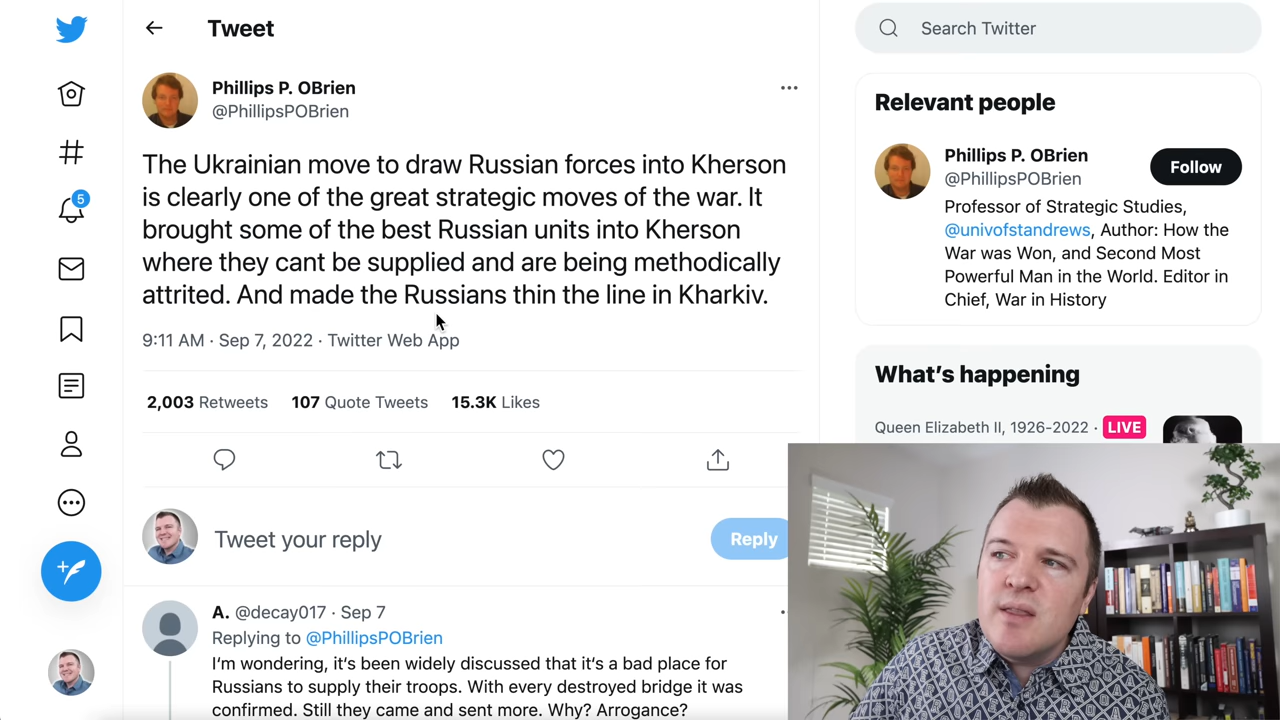 Tweet
Search Twitter
Phillips P. OBrien
@PhillipsPOBrien
The Ukrainian move to draw Russian forces into Kherson
is clearly one of the great strategic moves of the war. It
brought some of the best Russian units into Kherson
where they cant be supplied and are being methodically
attrited. And made the Russians thin the line in Kharkiv.
9:11 AM · Sep 7, 2022 · Twitter Web App
2,003 Retweets 107 Quote Tweets 15.3K Likes
5
Tweet your reply
Reply
A. @decay017 · Sep 7
Replying to @PhillipsPOBrien
I'm wondering, it's been widely discussed that it's a bad place for
Russians to supply their troops. With every destroyed bridge it was
confirmed. Still they came and sent more. Why? Arrogance?
Relevant people
Phillips P. OBrien
@PhillipsPOBrien
Follow
Professor of Strategic Studies,
@univofstandrews, Author: How the
War was Won, and Second Most
Powerful Man in the World. Editor in
Chief, War in History
What's happening
Queen Elizabeth II, 1926-2022 · LIVE